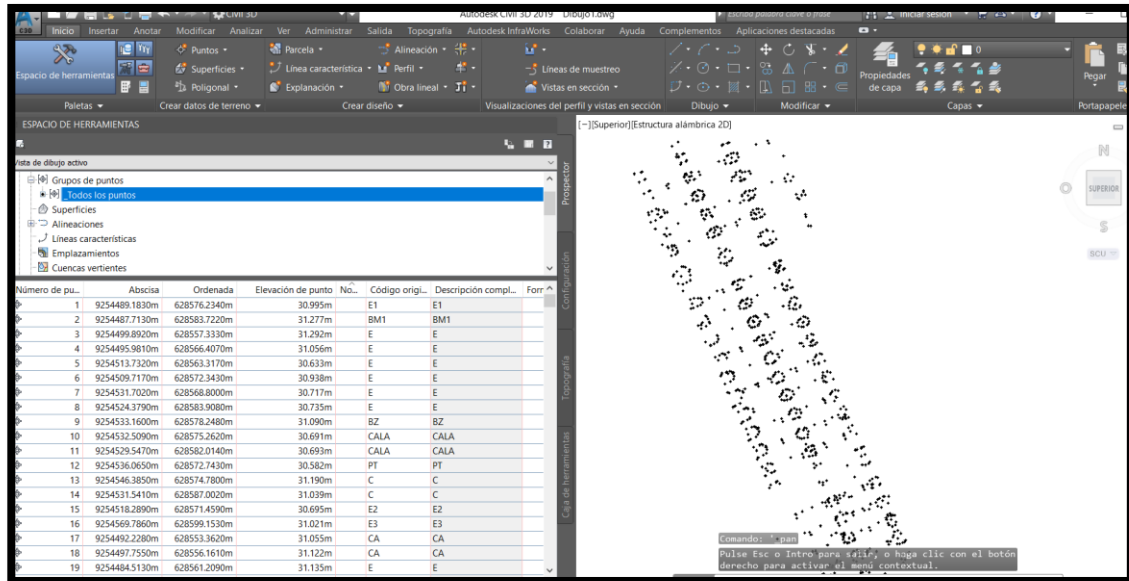 CIVIL 3D
Autodesk Civil 3D 2019 Dibujo1.dwg
Escriba palabra clave o frase
Iniciar sesión
C3D
Inicio Insertar Anotar Modificar Analizar Ver Administrar Salida Topografía Autodesk InfraWorks Colaborar Ayuda Complementos Aplicaciones destacadas
Puntos Parcela Alineación
Espacio de herramientas Superficies Línea característica Perfil Líneas de muestreo
Poligonal Explanación Obra lineal Vistas en sección
Propiedades de capa 0 Pegar
Paletas Crear datos de terreno Crear diseño Visualizaciones del perfil y vistas en sección Dibujo Modificar Capas Portapapele
ESPACIO DE HERRAMIENTAS
Vista de dibujo activo
Grupos de puntos
_Todos los puntos
Superficies
Alineaciones
Líneas características
Emplazamientos
Cuencas vertientes
Prospector
Configuración
Topografía
Caja de herramientas
Número de pu... Abscisa Ordenada Elevación de punto No... Código origi... Descripción compl... Forr
1 9254489.1830m 628576.2340m 30.995m E1 E1
2 9254487.7130m 628583.7220m 31.277m BM1 BM1
3 9254499.8920m 628557.3330m 31.292m E E
4 9254495.9810m 628566.4070m 31.056m E E
5 9254513.7320m 628563.3170m 30.633m E E
6 9254509.7170m 628572.3430m 30.938m E E
7 9254531.7020m 628568.8000m 30.717m E E
8 9254524.3790m 628583.9080m 30.735m E E
9 9254533.1600m 628578.2480m 31.090m BZ BZ
10 9254532.5090m 628575.2620m 30.691m CALA CALA
11 9254529.5470m 628582.0140m 30.693m CALA CALA
12 9254536.0650m 628572.7430m 30.582m PT PT
13 9254546.3850m 628574.7800m 31.190m C C
14 9254531.5410m 628587.0020m 31.039m C C
15 9254518.2890m 628571.4590m 30.695m E2 E2
16 9254569.7860m 628599.1530m 31.021m E3 E3
17 9254492.2280m 628553.3620m 31.055m CA CA
18 9254497.7550m 628556.1610m 31.122m CA CA
19 9254484.5130m 628561.2090m 31.135m E E
[−][Superior][Estructura alámbrica 2D]
N
SUPERIOR
S
SCU
Comando: '_pan
Pulse Esc o Intro para salir, o haga clic con el botón
derecho para activar el menú contextual.